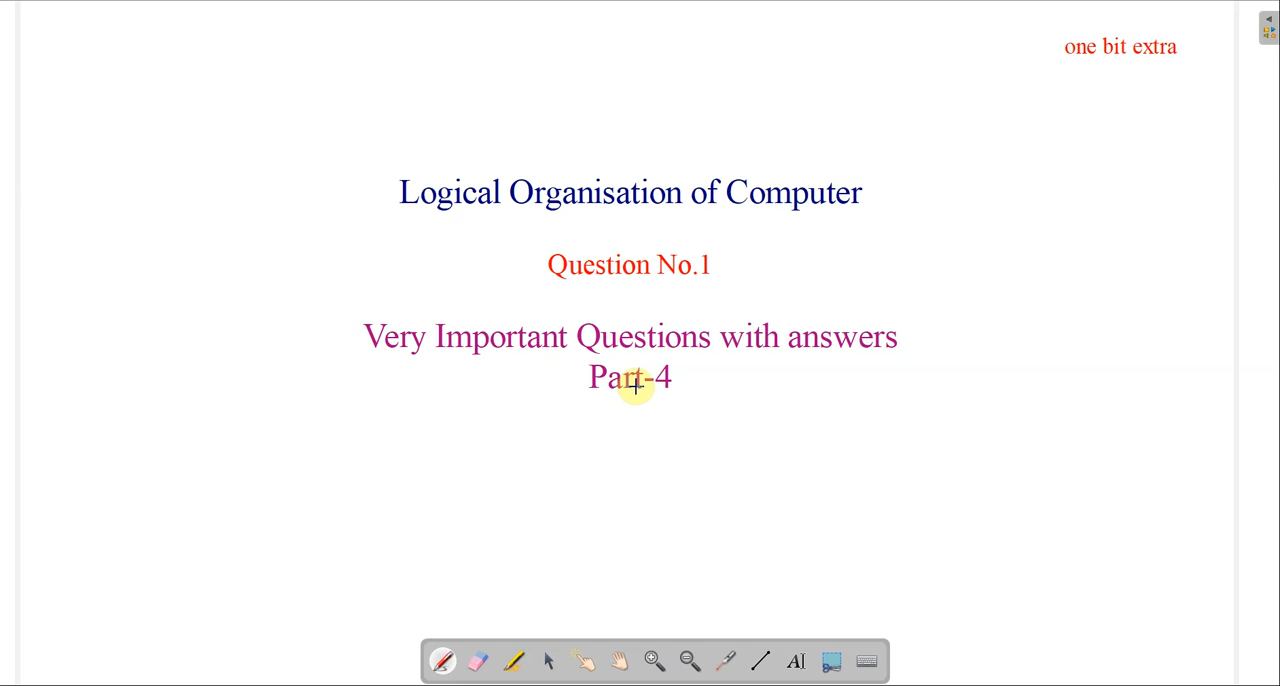 one bit extra
Logical Organisation of Computer
Question No.1
Very Important Questions with answers
Part-4